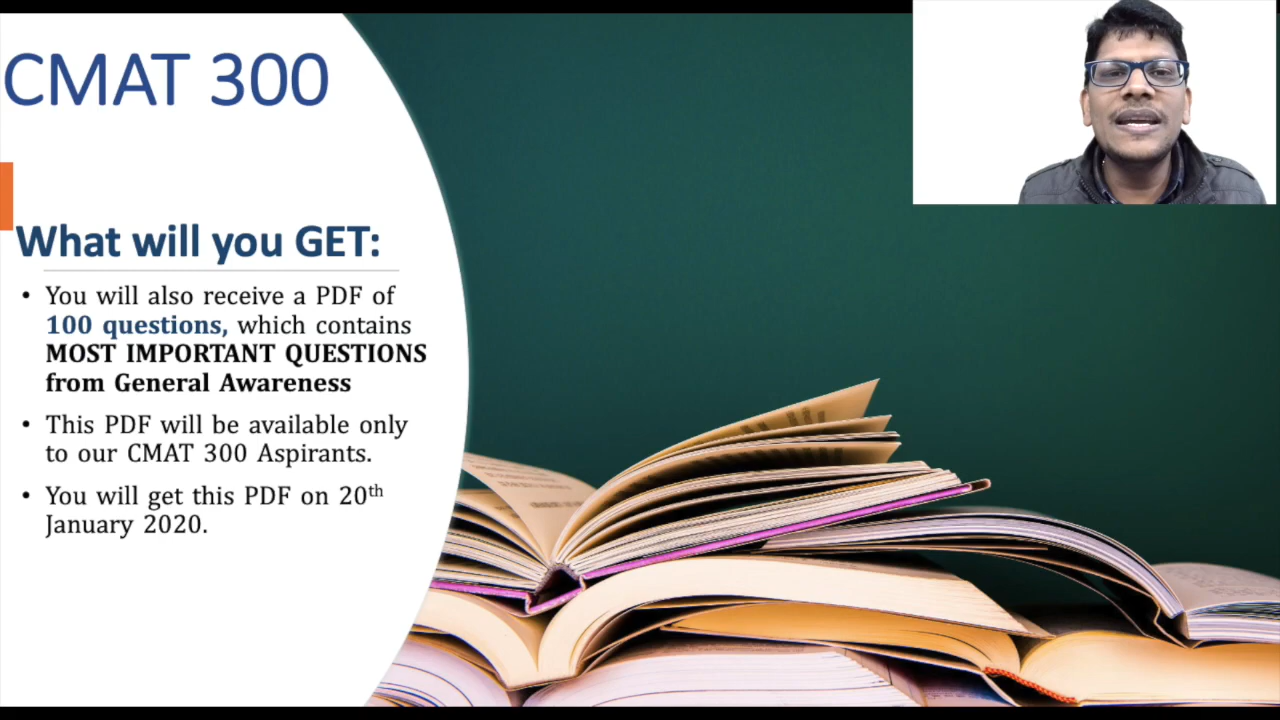 CMAT 300
What will you GET:
• You will also receive a PDF of
100 questions, which contains
MOST IMPORTANT QUESTIONS
from General Awareness
• This PDF will be available only
to our CMAT 300 Aspirants.
• You will get this PDF on 20th
January 2020.